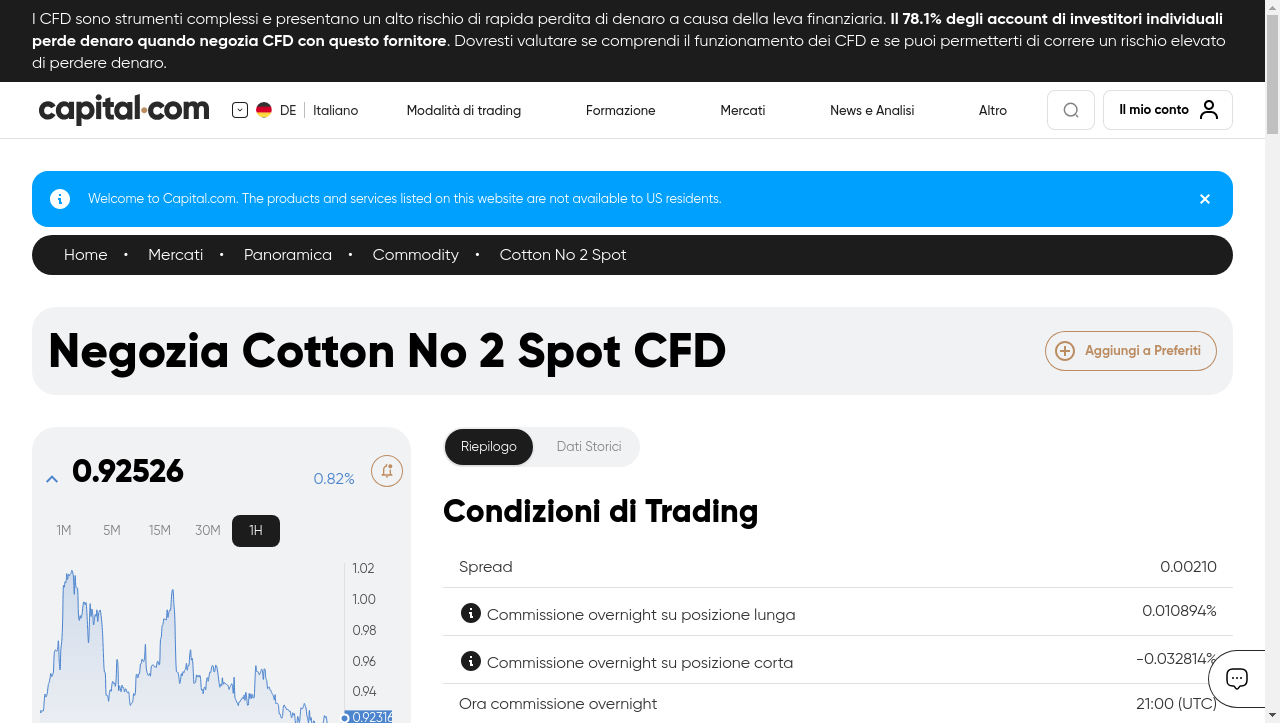 I CFD sono strumenti complessi e presentano un alto rischio di rapida perdita di denaro a causa della leva finanziaria. Il 78.1% degli account di investitori individuali
perde denaro quando negozia CFD con questo fornitore. Dovresti valutare se comprendi il funzionamento dei CFD e se puoi permetterti di correre un rischio elevato
di perdere denaro.
capital.com DE Italiano Modalità di trading Formazione Mercati News e Analisi Altro Il mio conto
Welcome to Capital.com. The products and services listed on this website are not available to US residents.
Home • Mercati • Panoramica • Commodity • Cotton No 2 Spot
Negozia Cotton No 2 Spot CFD
Aggiungi a Preferiti
0.92526 0.82%
1M 5M 15M 30M 1H
1.02
1.00
0.98
0.96
0.94
0.92316
Riepilogo Dati Storici
Condizioni di Trading
Spread 0.00210
Commissione overnight su posizione lunga 0.010894%
Commissione overnight su posizione corta -0.032814%
Ora commissione overnight 21:00 (UTC)